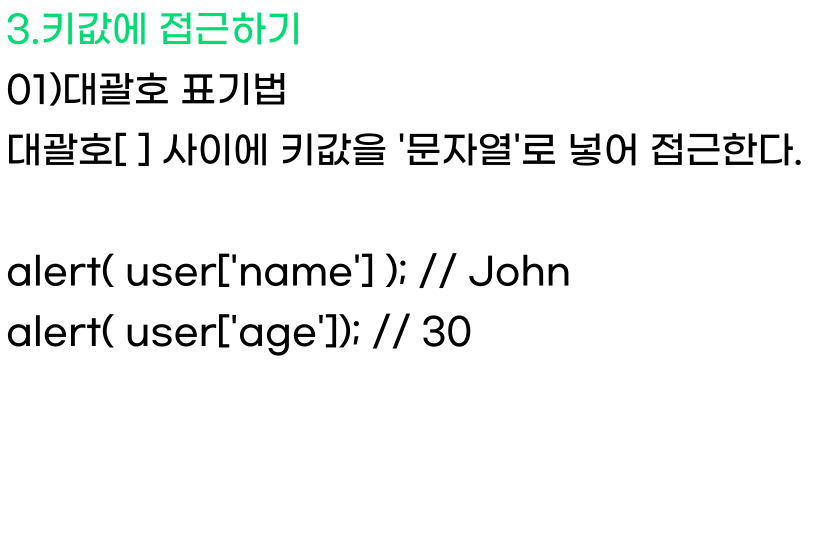 3.키값에 접근하기
01)대괄호 표기법
대괄호[ ] 사이에 키값을 '문자열'로 넣어 접근한다.
alert( user['name'] ); // John
alert( user['age']); // 30